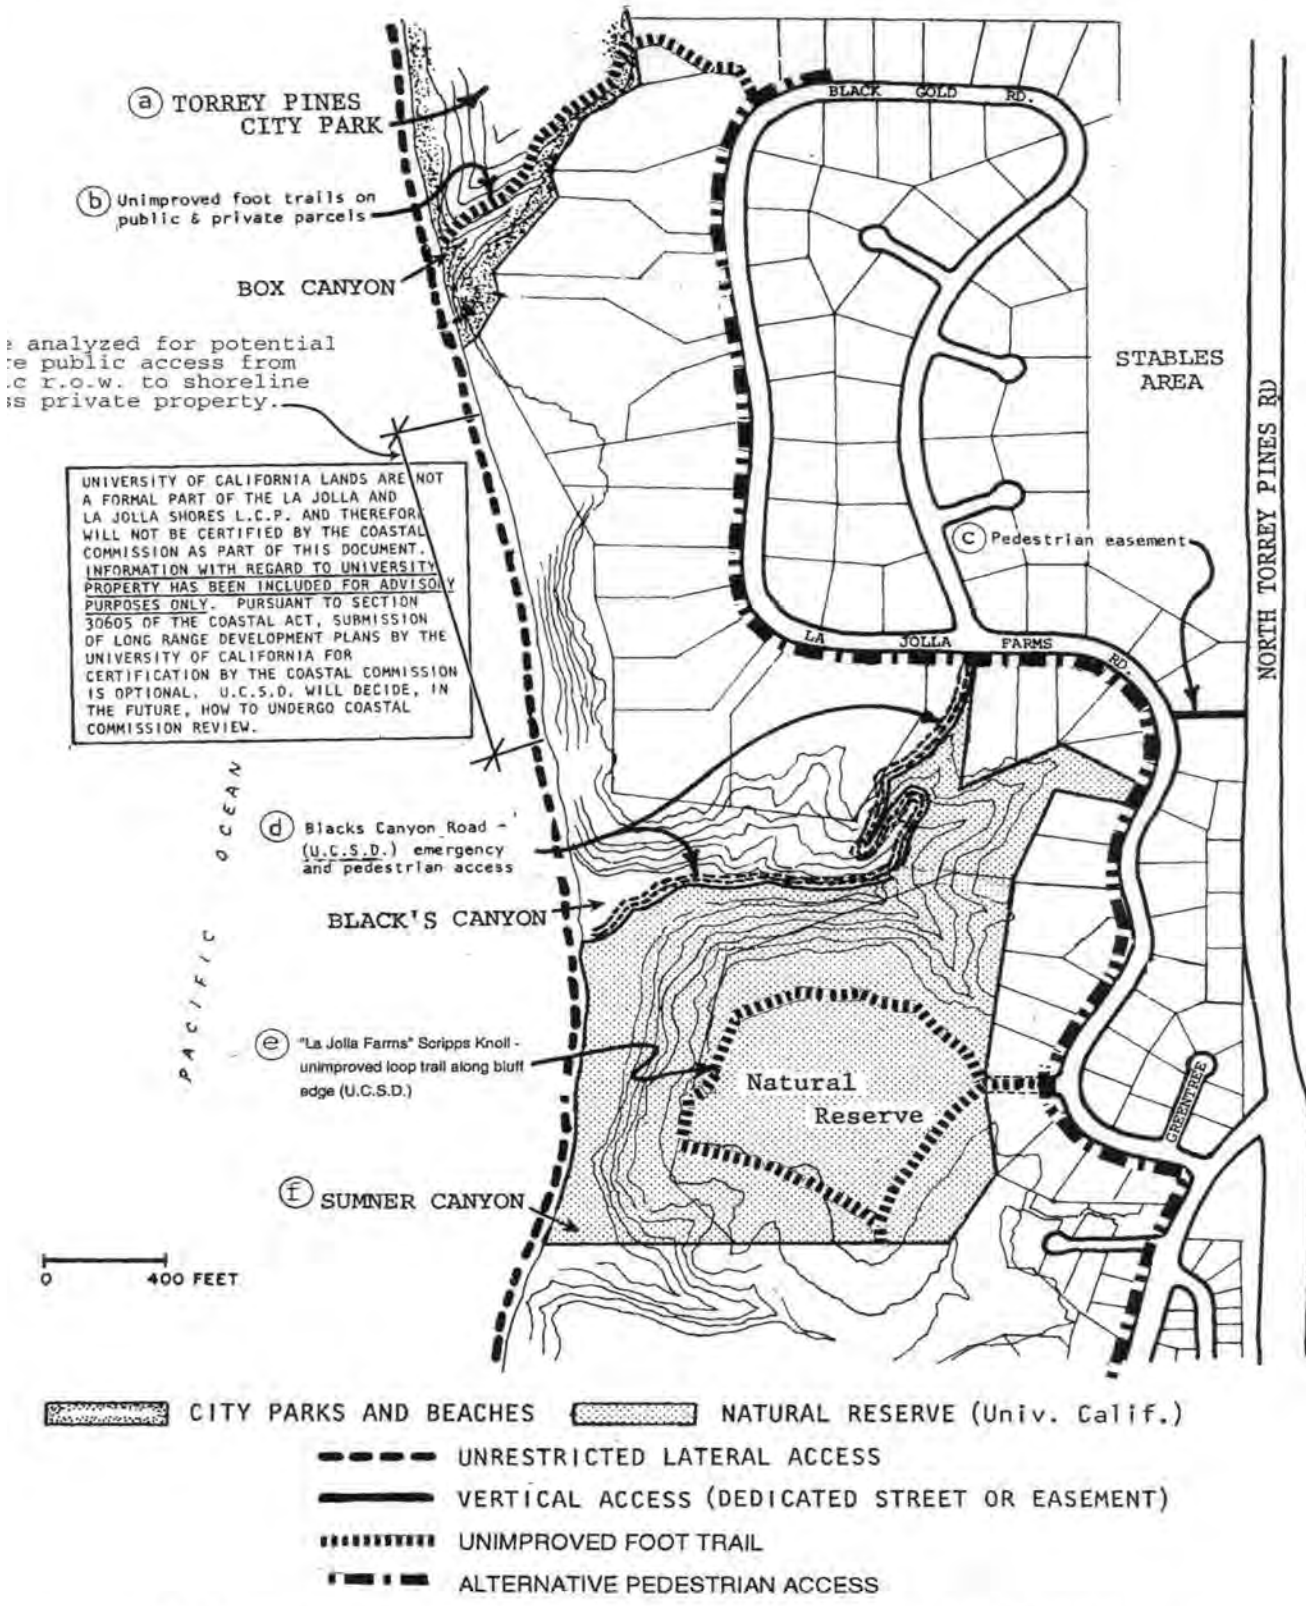 ⓐ TORREY PINES
CITY PARK
ⓑ Unimproved foot trails on
public & private parcels
BOX CANYON
e analyzed for potential
re public access from
c r.o.w. to shoreline
ss private property.
UNIVERSITY OF CALIFORNIA LANDS ARE NOT
A FORMAL PART OF THE LA JOLLA AND
LA JOLLA SHORES L.C.P. AND THEREFORE
WILL NOT BE CERTIFIED BY THE COASTAL
COMMISSION AS PART OF THIS DOCUMENT.
INFORMATION WITH REGARD TO UNIVERSITY
PROPERTY HAS BEEN INCLUDED FOR ADVISORY
PURPOSES ONLY. PURSUANT TO SECTION
30605 OF THE COASTAL ACT, SUBMISSION
OF LONG RANGE DEVELOPMENT PLANS BY THE
UNIVERSITY OF CALIFORNIA FOR
CERTIFICATION BY THE COASTAL COMMISSION
IS OPTIONAL. U.C.S.D. WILL DECIDE, IN
THE FUTURE, HOW TO UNDERGO COASTAL
COMMISSION REVIEW.
BLACK GOLD RD.
STABLES
AREA
NORTH TORREY PINES RD
ⓒ Pedestrian easement
LA JOLLA FARMS RD.
PACIFIC OCEAN
ⓓ Blacks Canyon Road -
(U.C.S.D.) emergency
and pedestrian access
BLACK'S CANYON
ⓔ "La Jolla Farms" Scripps Knoll -
unimproved loop trail along bluff
edge (U.C.S.D.)
Natural
Reserve
GREENTREE
ⓕ SUMNER CANYON
0 400 FEET
CITY PARKS AND BEACHES
NATURAL RESERVE (Univ. Calif.)
UNRESTRICTED LATERAL ACCESS
VERTICAL ACCESS (DEDICATED STREET OR EASEMENT)
UNIMPROVED FOOT TRAIL
ALTERNATIVE PEDESTRIAN ACCESS